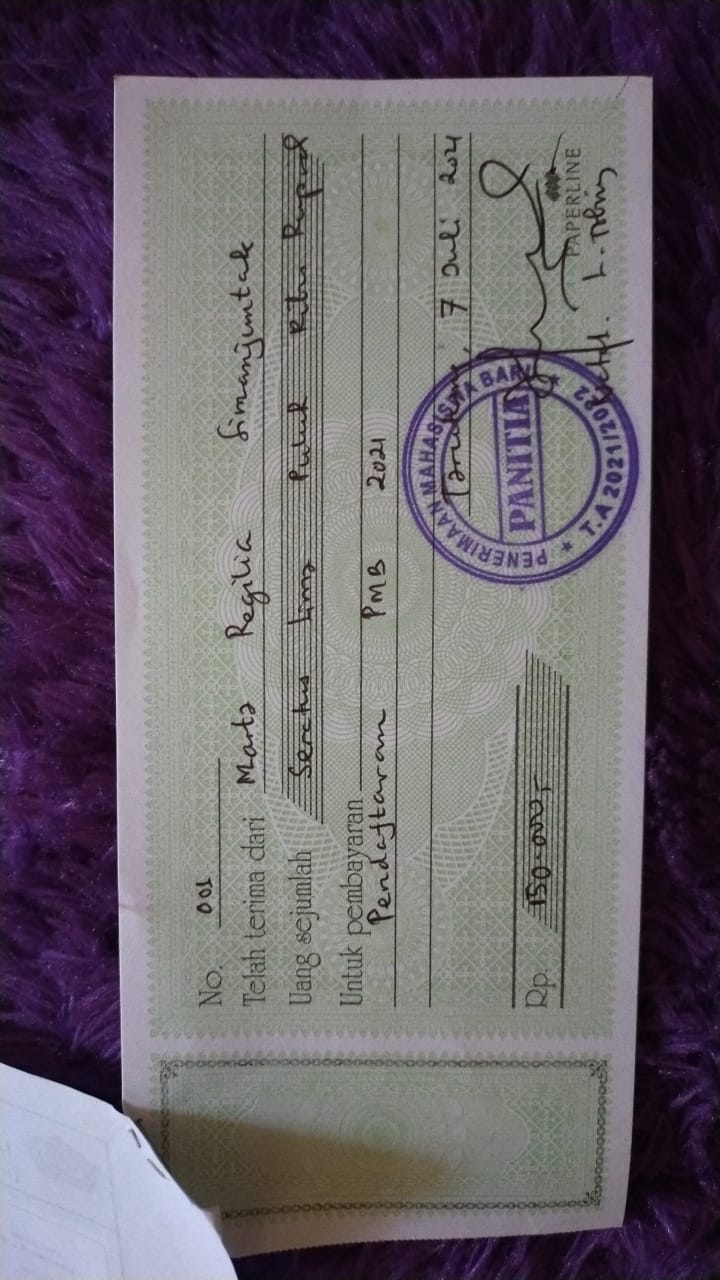 No. 001
Telah terima dari Marta Regilia Simanjuntak
Uang sejumlah Seratus Lima Puluh Ribu Rupiah
Untuk pembayaran
Pendaftaran PMB 2021
Tarutung, 7 Juli 2021
PENERIMAAN MAHASISWA BARU
PANITIA
T.A 2021/2022
Rp. 150.000,-
PAPERLINE
L. Tobing